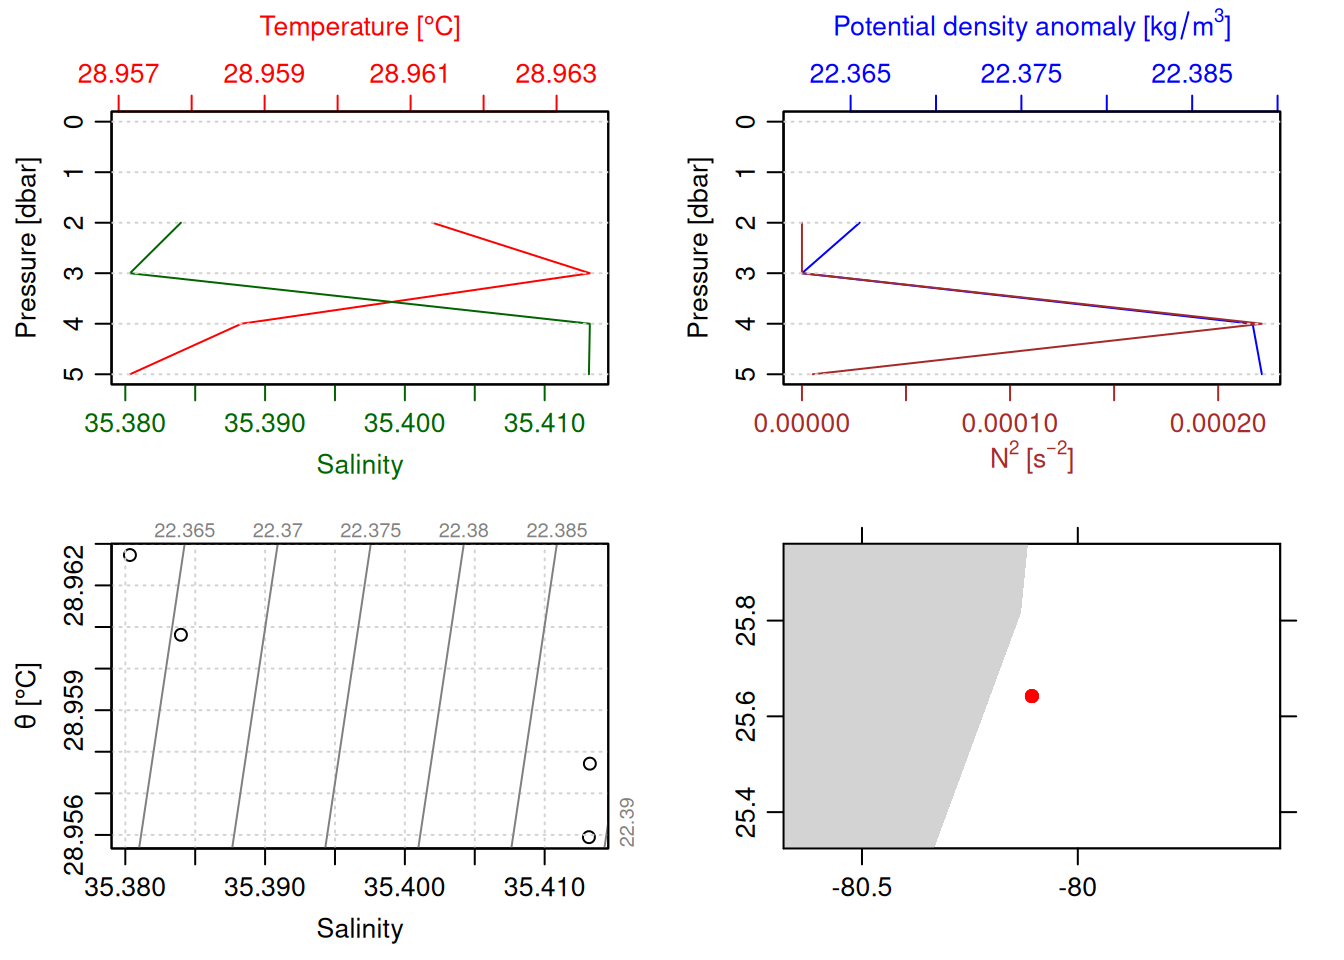 Temperature [°C]
28.957 28.959 28.961 28.963
0
1
2
3
4
5
Pressure [dbar]
35.380 35.390 35.400 35.410
Salinity
Potential density anomaly [kg/m³]
22.365 22.375 22.385
0
1
2
3
4
5
Pressure [dbar]
0.00000 0.00010 0.00020
N² [s⁻²]
22.365 22.37 22.375 22.38 22.385
22.39
28.962
28.959
28.956
θ [°C]
35.380 35.390 35.400 35.410
Salinity
25.8
25.6
25.4
-80.5 -80